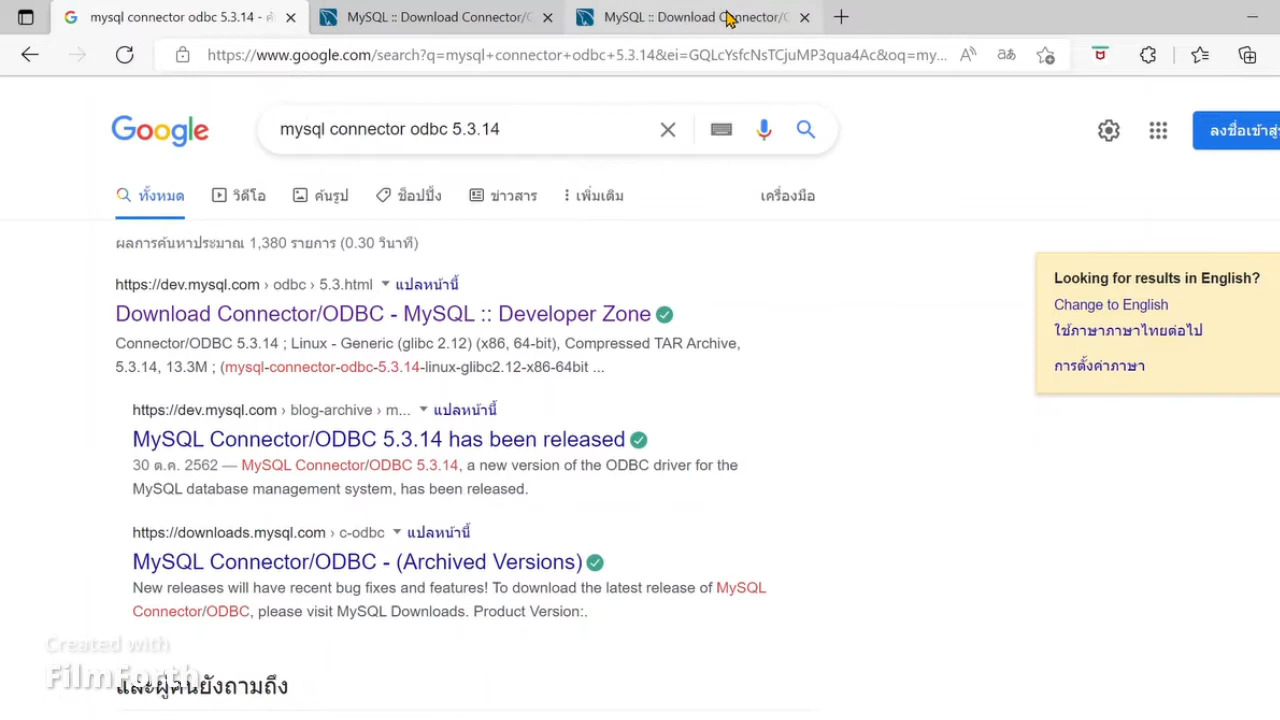 mysql connector odbc 5.3.14 - ค้
MySQL :: Download Connector/O
MySQL :: Download Connector/O
https://www.google.com/search?q=mysql+connector+odbc+5.3.14&ei=GQLcYsfcNsTCjuMP3qua4Ac&oq=my...
Google
mysql connector odbc 5.3.14
ลงชื่อเข้าสู่
ทั้งหมด วิดีโอ ค้นรูป ช็อปปิ้ง ข่าวสาร เพิ่มเติม เครื่องมือ
ผลการค้นหาประมาณ 1,380 รายการ (0.30 วินาที)
https://dev.mysql.com › odbc › 5.3.html แปลหน้านี้
Download Connector/ODBC - MySQL :: Developer Zone
Connector/ODBC 5.3.14 ; Linux - Generic (glibc 2.12) (x86, 64-bit), Compressed TAR Archive,
5.3.14, 13.3M ; (mysql-connector-odbc-5.3.14-linux-glibc2.12-x86-64bit ...
https://dev.mysql.com › blog-archive › m... แปลหน้านี้
MySQL Connector/ODBC 5.3.14 has been released
30 ต.ค. 2562 — MySQL Connector/ODBC 5.3.14, a new version of the ODBC driver for the
MySQL database management system, has been released.
https://downloads.mysql.com › c-odbc แปลหน้านี้
MySQL Connector/ODBC - (Archived Versions)
New releases will have recent bug fixes and features! To download the latest release of MySQL
Connector/ODBC, please visit MySQL Downloads. Product Version:.
และผู้คนยังถามถึง
Looking for results in English?
Change to English
ใช้ภาษาภาษาไทยต่อไป
การตั้งค่าภาษา
Created with
FilmForth